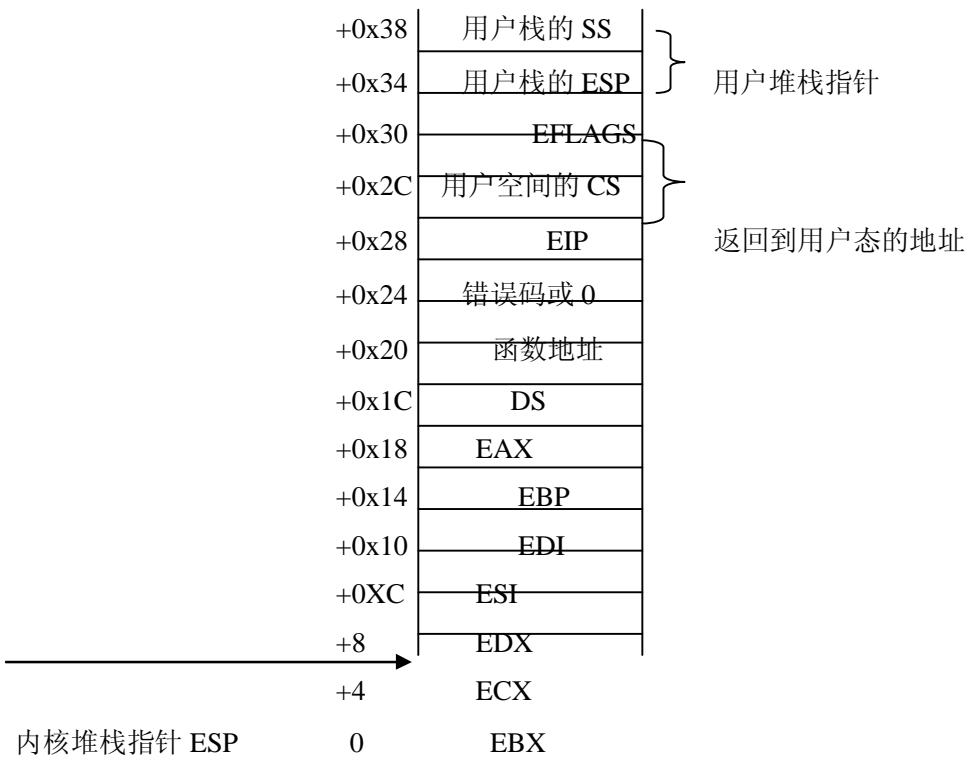 +0x38 用户栈的 SS
+0x34 用户栈的 ESP 用户堆栈指针
+0x30 EFLAGS
+0x2C 用户空间的 CS
+0x28 EIP 返回到用户态的地址
+0x24 错误码或 0
+0x20 函数地址
+0x1C DS
+0x18 EAX
+0x14 EBP
+0x10 EDI
+0XC ESI
+8 EDX
+4 ECX
内核堆栈指针 ESP 0 EBX